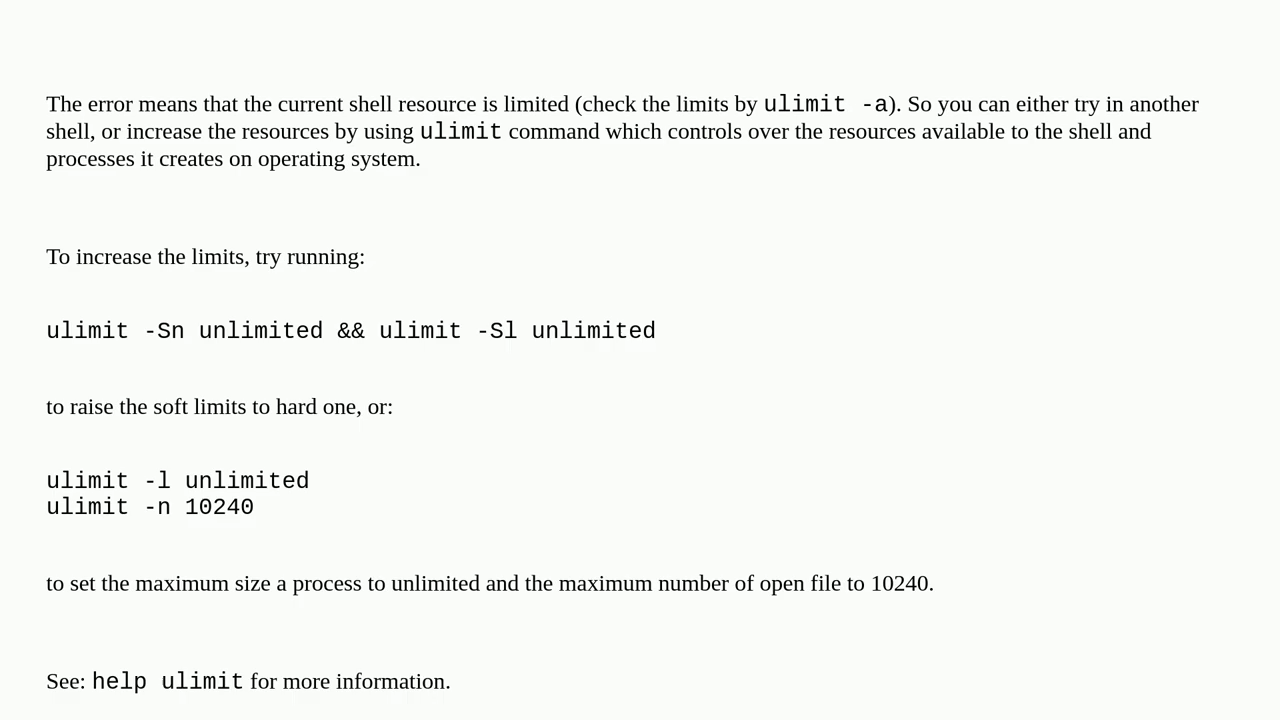 The error means that the current shell resource is limited (check the limits by ulimit -a). So you can either try in another
shell, or increase the resources by using ulimit command which controls over the resources available to the shell and
processes it creates on operating system.
To increase the limits, try running:
ulimit -Sn unlimited && ulimit -Sl unlimited
to raise the soft limits to hard one, or:
ulimit -l unlimited
ulimit -n 10240
to set the maximum size a process to unlimited and the maximum number of open file to 10240.
See: help ulimit for more information.